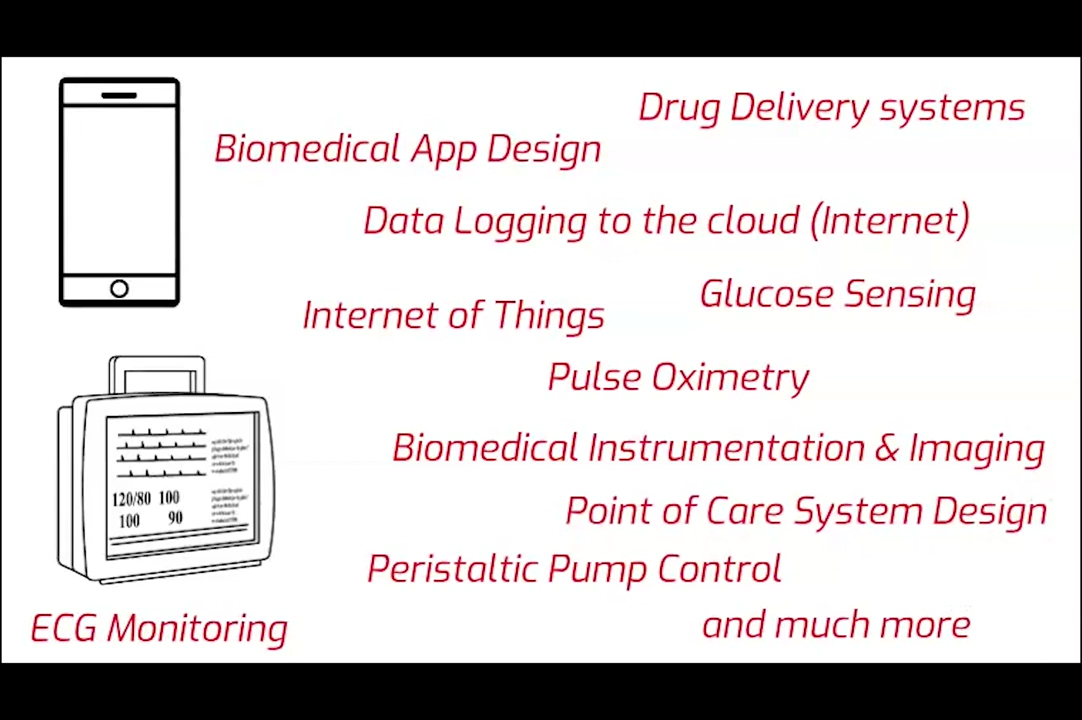 Drug Delivery systems
Biomedical App Design
Data Logging to the cloud (Internet)
Glucose Sensing
Internet of Things
Pulse Oximetry
Biomedical Instrumentation & Imaging
120/80 100
100 90
Point of Care System Design
Peristaltic Pump Control
ECG Monitoring
and much more